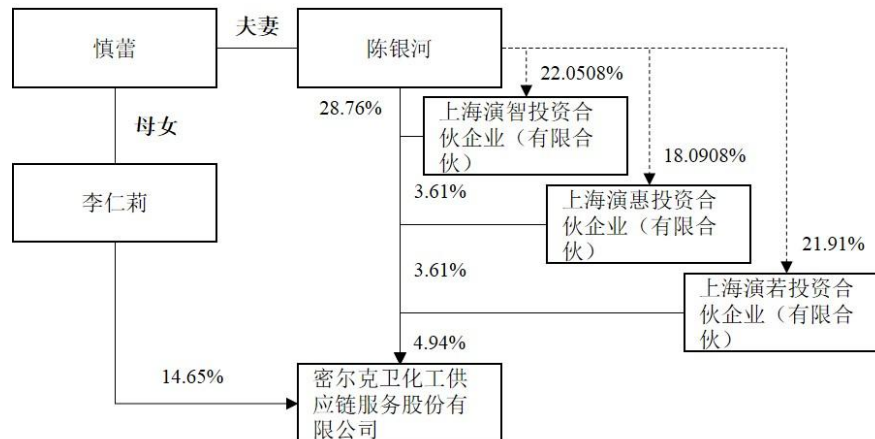 慎蕾
夫妻
陈银河
22.0508%
28.76%
上海演智投资合
伙企业（有限合
伙）
母女
18.0908%
李仁莉
3.61%
上海演惠投资合
伙企业（有限合
伙）
21.91%
3.61%
上海演若投资合
伙企业（有限合
伙）
4.94%
14.65%
密尔克卫化工供
应链服务股份有
限公司